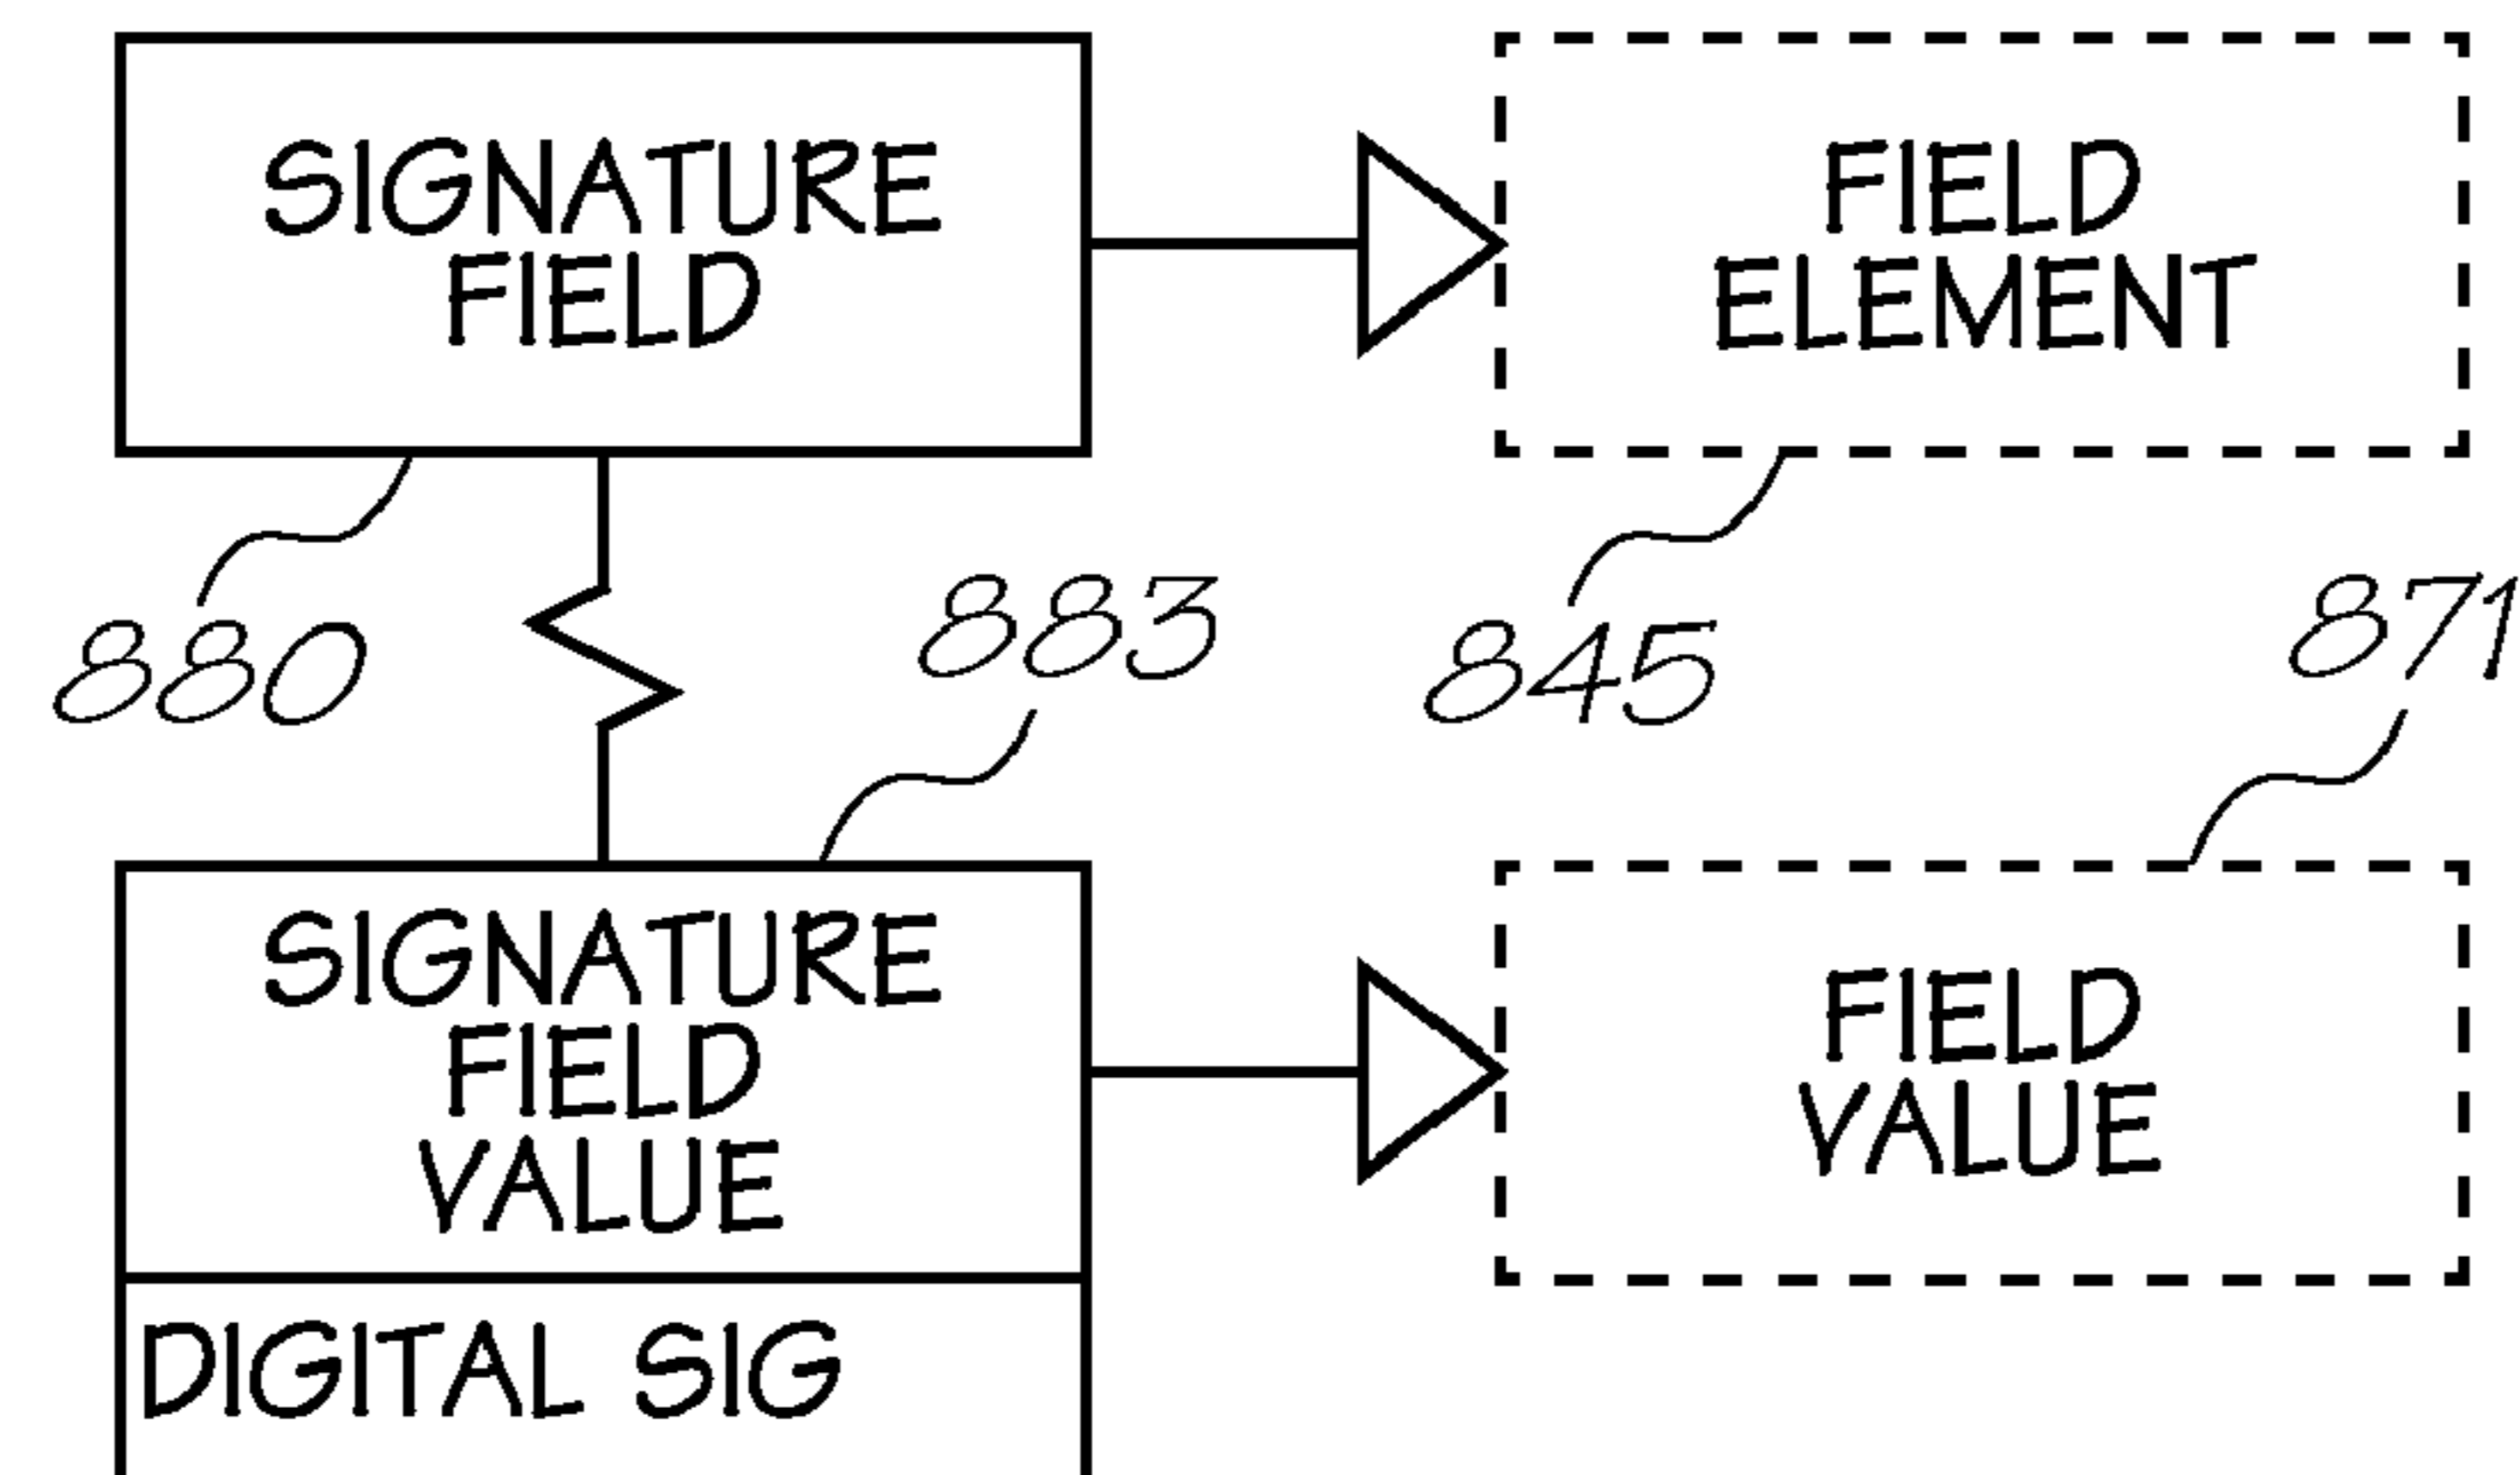 SIGNATURE
FIELD
FIELD
ELEMENT
880
883
845
871
SIGNATURE
FIELD
VALUE
FIELD
VALUE
DIGITAL SIG